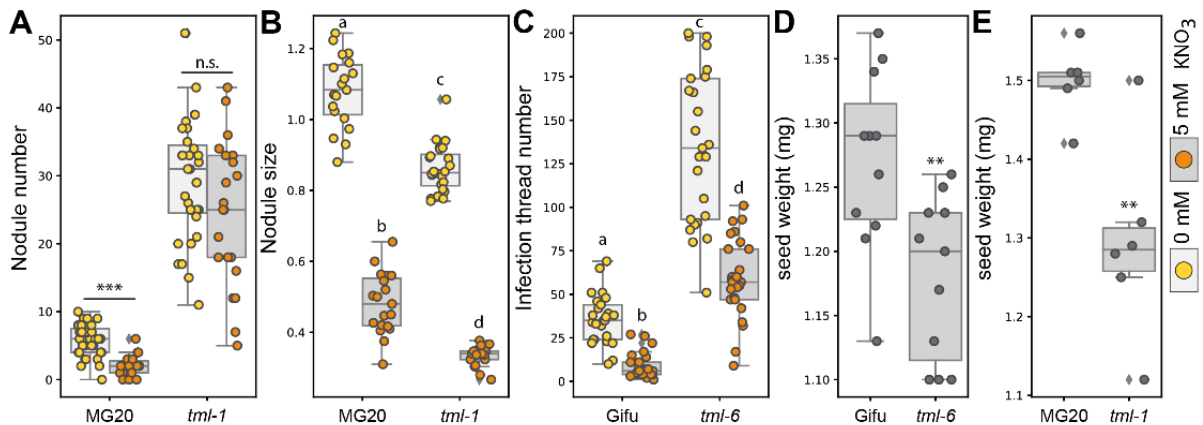 A
Nodule number
50
40
30
20
10
0
***
n.s.
MG20
tml-1
B
Nodule size
1.2
1.0
0.8
0.6
0.4
a
b
c
d
MG20
tml-1
C
Infection thread number
200
175
150
125
100
75
50
25
0
a
b
c
d
Gifu
tml-6
D
seed weight (mg)
1.35
1.30
1.25
1.20
1.15
1.10
**
Gifu
tml-6
E
seed weight (mg)
1.5
1.4
1.3
1.2
1.1
**
MG20
tml-1
0 mM 5 mM KNO3